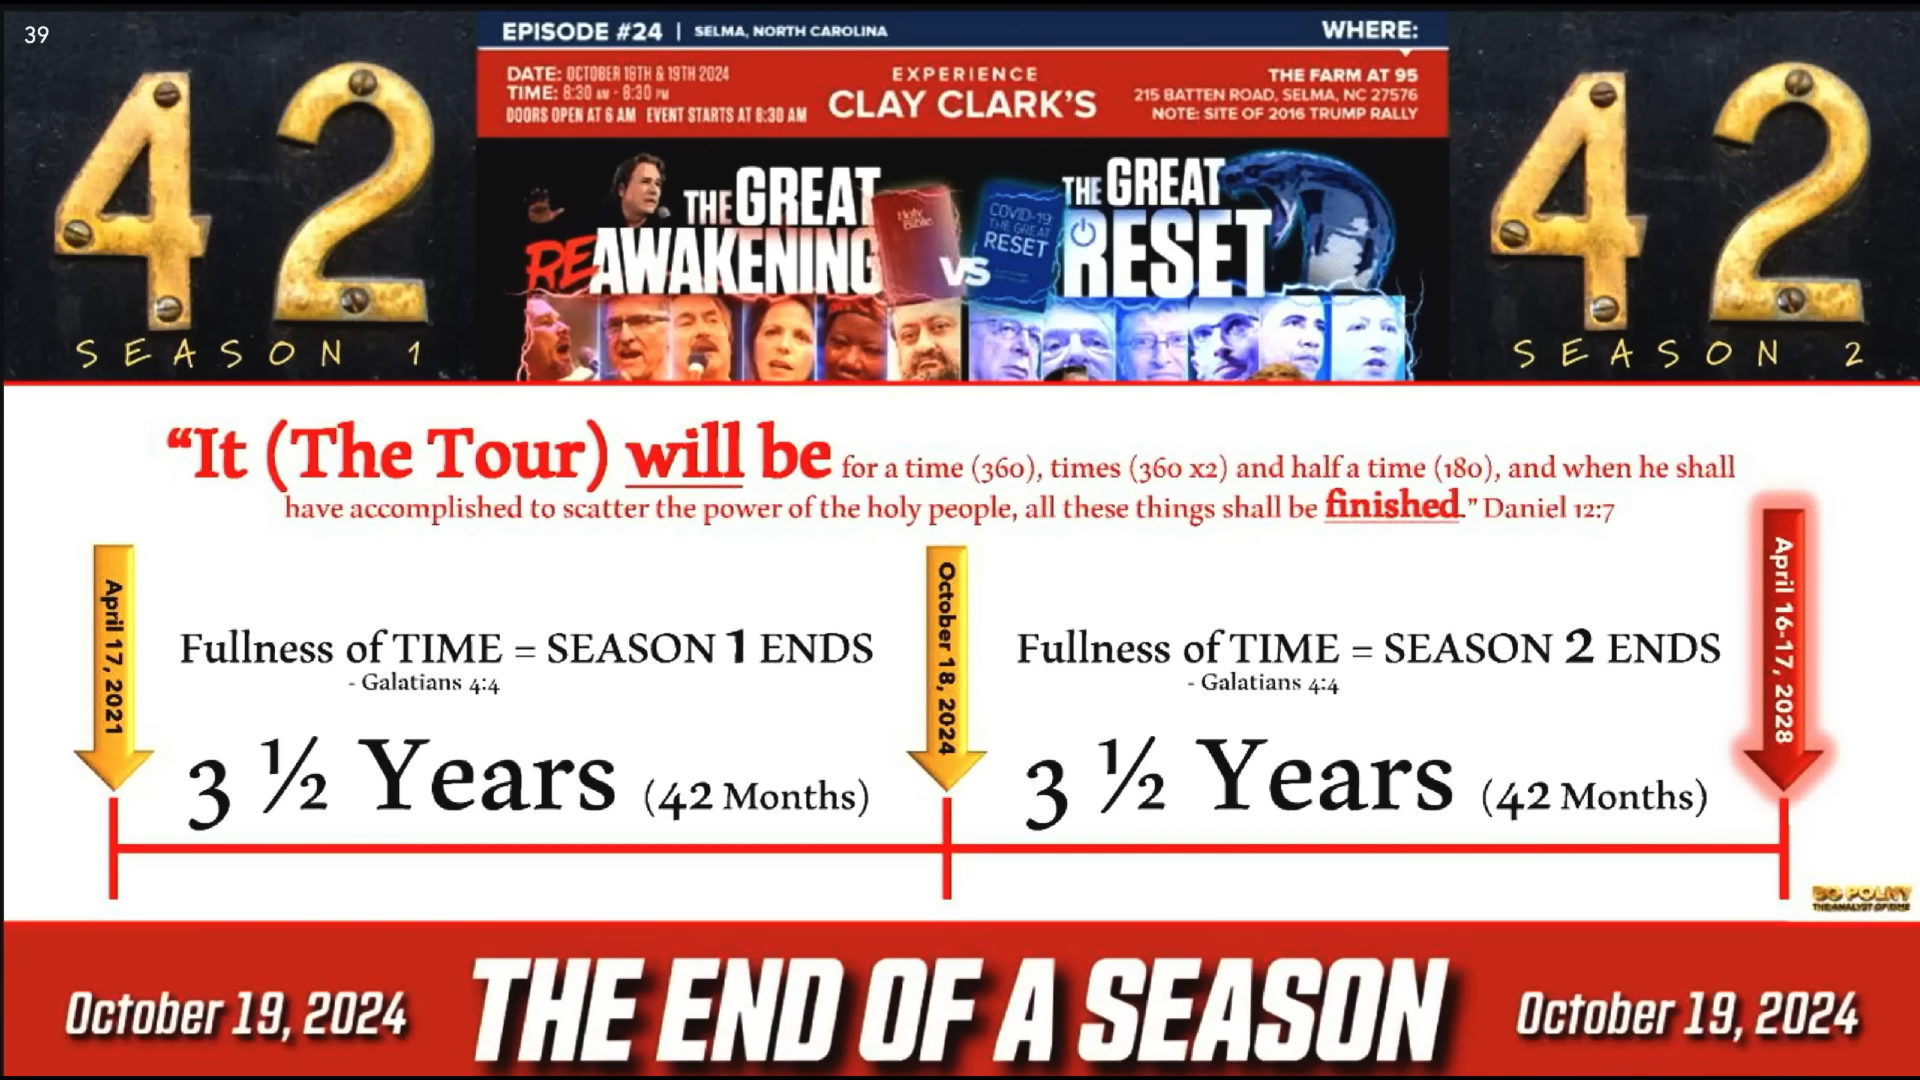 39
42
SEASON 1
EPISODE #24 | SELMA, NORTH CAROLINA
WHERE:
DATE: OCTOBER 18TH & 19TH 2024
TIME: 8:30 AM - 8:30 PM
DOORS OPEN AT 6 AM EVENT STARTS AT 8:30 AM
EXPERIENCE
CLAY CLARK'S
THE FARM AT 95
215 BATTEN ROAD, SELMA, NC 27576
NOTE: SITE OF 2016 TRUMP RALLY
THE GREAT
REAWAKENING
Holy
Bible
VS
COVID-19:
THE GREAT
RESET
THE GREAT
RESET
42
SEASON 2
“It (The Tour) will be for a time (360), times (360 x2) and half a time (180), and when he shall
have accomplished to scatter the power of the holy people, all these things shall be finished.” Daniel 12:7
April 17, 2021
Fullness of TIME = SEASON 1 ENDS
- Galatians 4:4
3 ½ Years (42 Months)
October 18, 2024
Fullness of TIME = SEASON 2 ENDS
- Galatians 4:4
3 ½ Years (42 Months)
April 16-17, 2028
BO POLNY
THE ANALYST OF TIME
October 19, 2024
THE END OF A SEASON
October 19, 2024